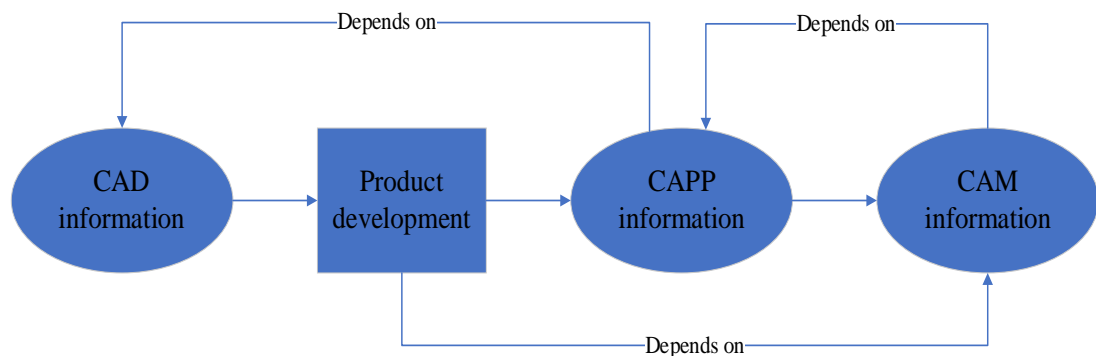 Depends on
Depends on
CAD
information
Product
development
CAPP
information
CAM
information
Depends on